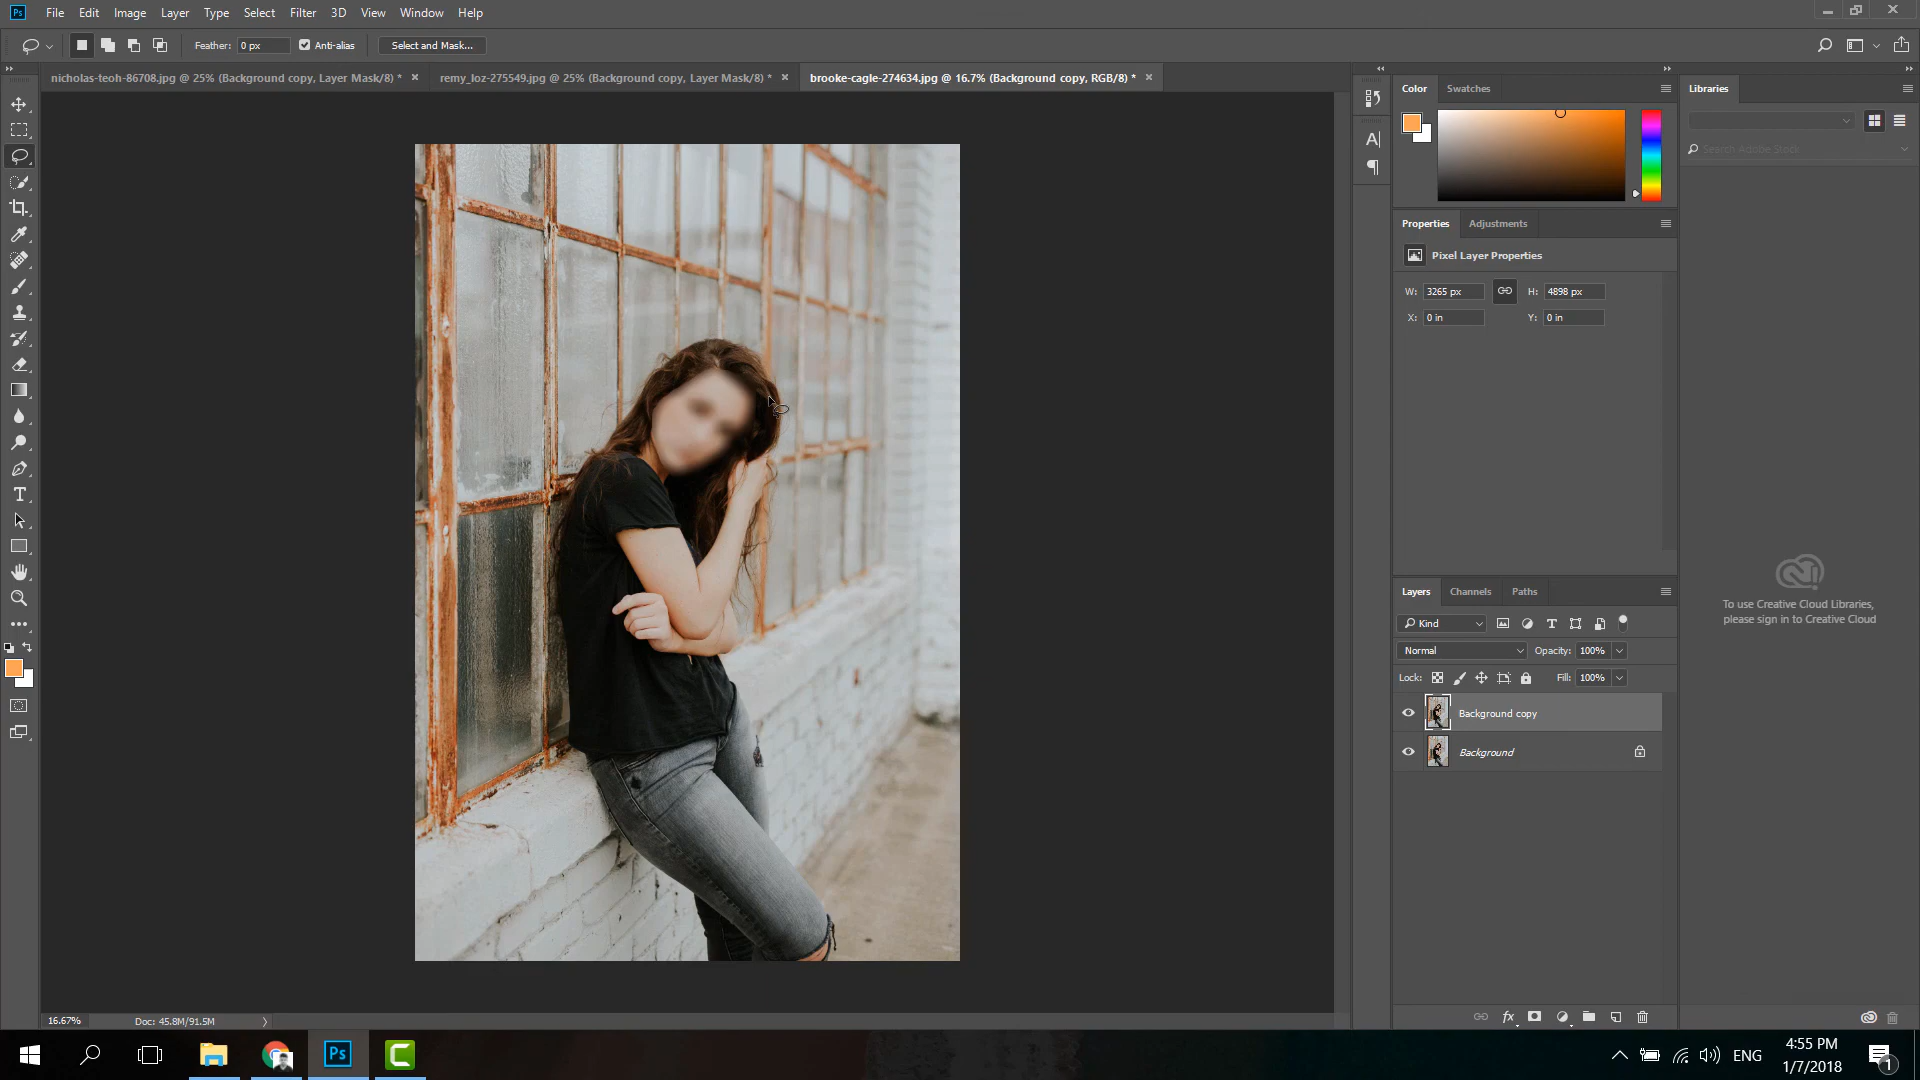 Ps File Edit Image Layer Type Select Filter 3D View Window Help
Feather: 0 px Anti-alias Select and Mask...
nicholas-teoh-86708.jpg @ 25% (Background copy, Layer Mask/8) * remy_loz-275549.jpg @ 25% (Background copy, Layer Mask/8) * brooke-cagle-274634.jpg @ 16.7% (Background copy, RGB/8) *
Color Swatches
Libraries
Search Adobe Stock
Properties Adjustments
Pixel Layer Properties
W: 3265 px H: 4898 px
X: 0 in Y: 0 in
To use Creative Cloud Libraries,
please sign in to Creative Cloud
Layers Channels Paths
Kind
Normal Opacity: 100%
Lock: Fill: 100%
Background copy
Background
fx
16.67% Doc: 45.8M/91.5M
Ps ENG
4:55 PM
1/7/2018
1